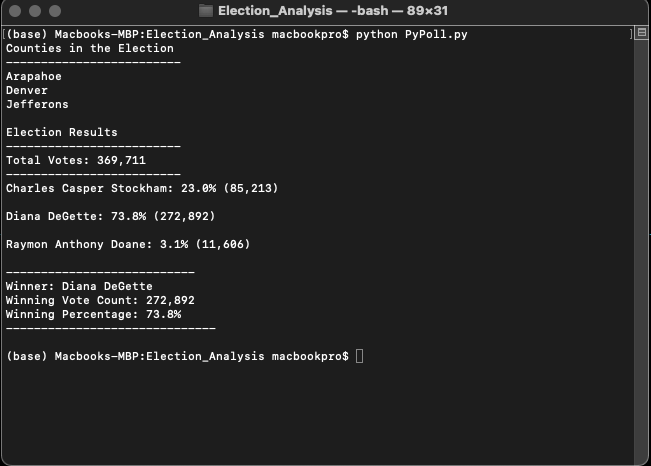 Election_Analysis — -bash — 89×31
[(base) Macbooks-MBP:Election_Analysis macbookpro$ python PyPoll.py ]
Counties in the Election
-------------------------
Arapahoe
Denver
Jefferons
Election Results
-------------------------
Total Votes: 369,711
-------------------------
Charles Casper Stockham: 23.0% (85,213)
Diana DeGette: 73.8% (272,892)
Raymon Anthony Doane: 3.1% (11,606)
---------------------------
Winner: Diana DeGette
Winning Vote Count: 272,892
Winning Percentage: 73.8%
------------------------------
(base) Macbooks-MBP:Election_Analysis macbookpro$